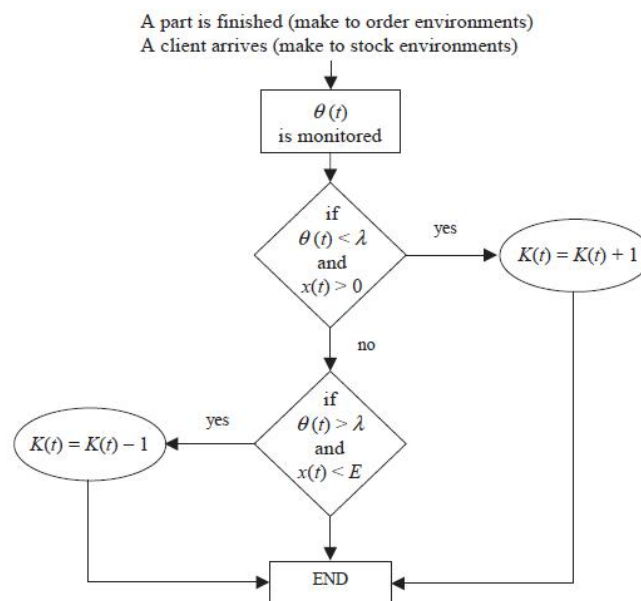 A part is finished (make to order environments)
A client arrives (make to stock environments)
θ (t)
is monitored
if
θ (t) < λ
and
x(t) > 0
yes
K(t) = K(t) + 1
no
if
θ (t) > λ
and
x(t) < E
yes
K(t) = K(t) – 1
END